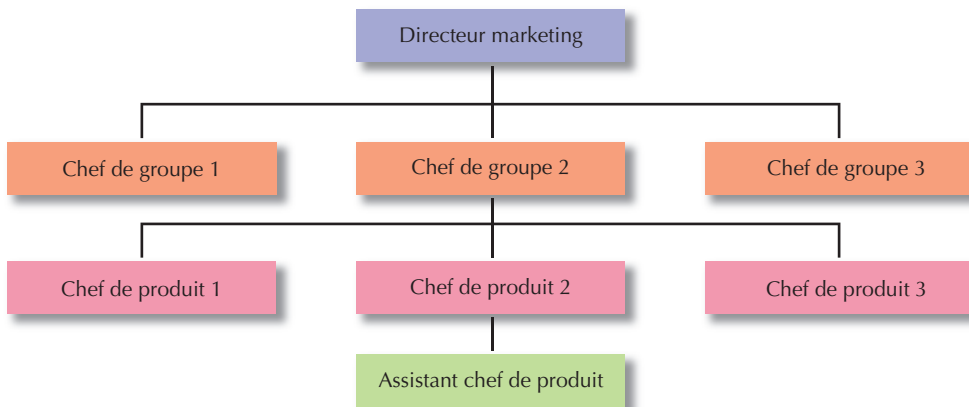 Directeur marketing
Chef de groupe 1
Chef de groupe 2
Chef de groupe 3
Chef de produit 1
Chef de produit 2
Chef de produit 3
Assistant chef de produit